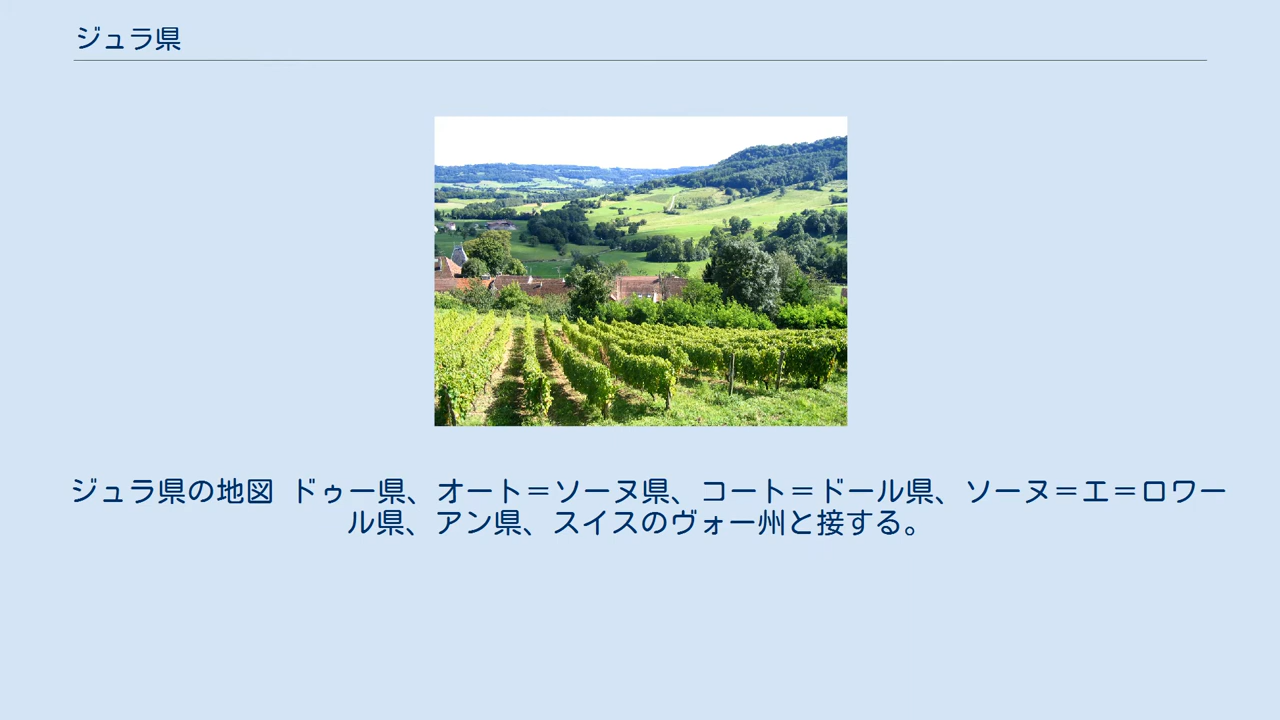 ジュラ県
ジュラ県の地図 ドゥー県、オート＝ソーヌ県、コート＝ドール県、ソーヌ＝エ＝ロワー
ル県、アン県、スイスのヴォー州と接する。